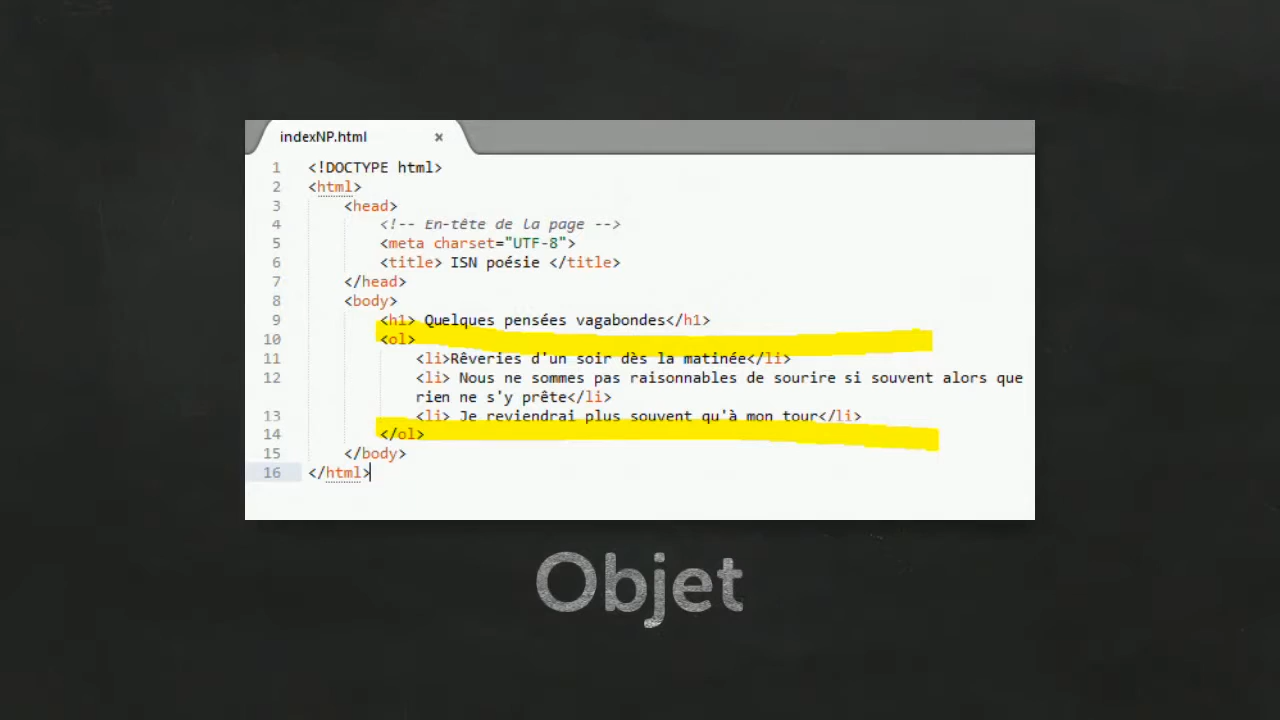 indexNP.html ×
1 <!DOCTYPE html>
2 <html>
3 <head>
4 <!-- En-tête de la page -->
5 <meta charset="UTF-8">
6 <title> ISN poésie </title>
7 </head>
8 <body>
9 <h1> Quelques pensées vagabondes</h1>
10 <ol>
11 <li>Rêveries d'un soir dès la matinée</li>
12 <li> Nous ne sommes pas raisonnables de sourire si souvent alors que
rien ne s'y prête</li>
13 <li> Je reviendrai plus souvent qu'à mon tour</li>
14 </ol>
15 </body>
16 </html>
Objet